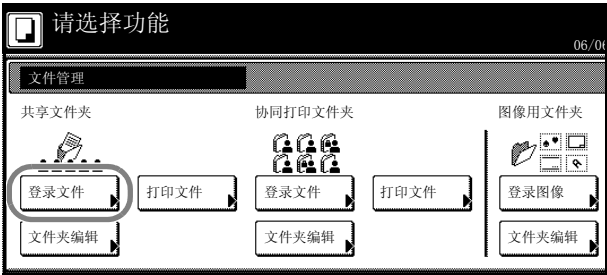 请选择功能
06/06
文件管理
共享文件夹 协同打印文件夹 图像用文件夹
登录文件 打印文件 登录文件 打印文件 登录图像
文件夹编辑 文件夹编辑 文件夹编辑